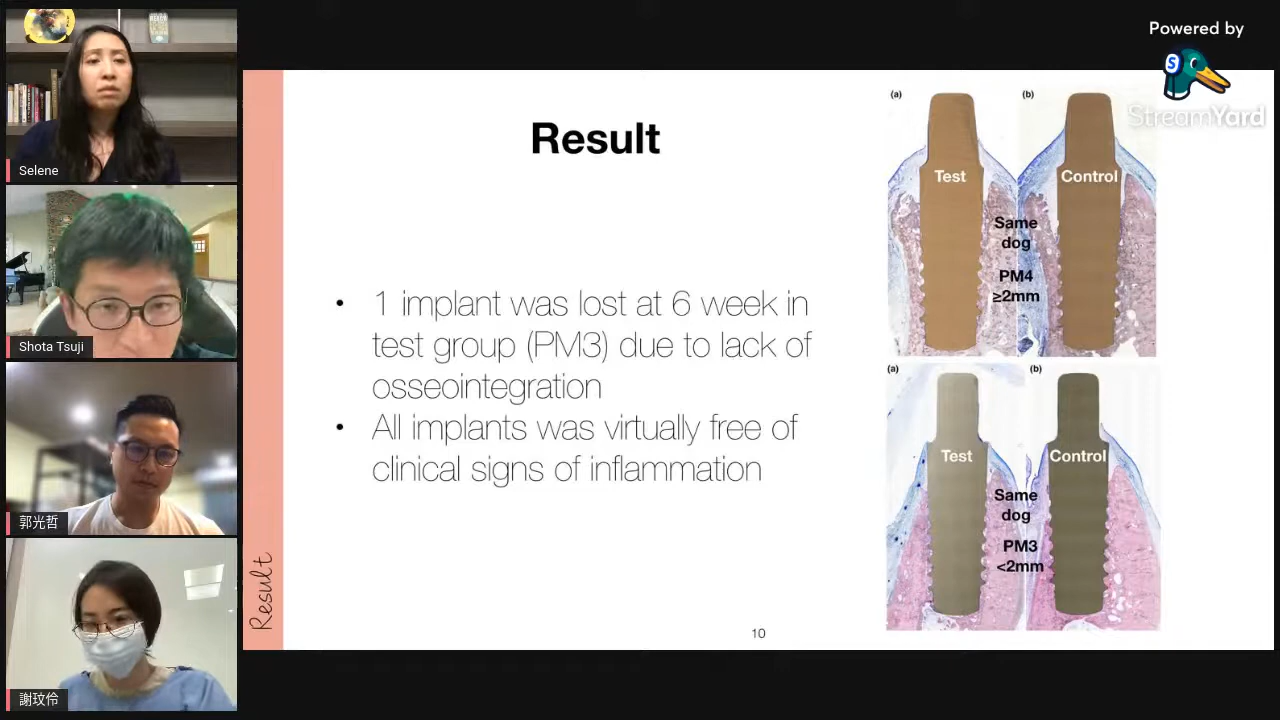 Powered by
StreamYard
Selene
Shota Tsuji
郭光哲
謝玟伶
Result
Result
• 1 implant was lost at 6 week in
test group (PM3) due to lack of
osseointegration
• All implants was virtually free of
clinical signs of inflammation
10
(a)
(b)
Test
Control
Same
dog
PM4
≥2mm
(a)
(b)
Test
Control
Same
dog
PM3
<2mm